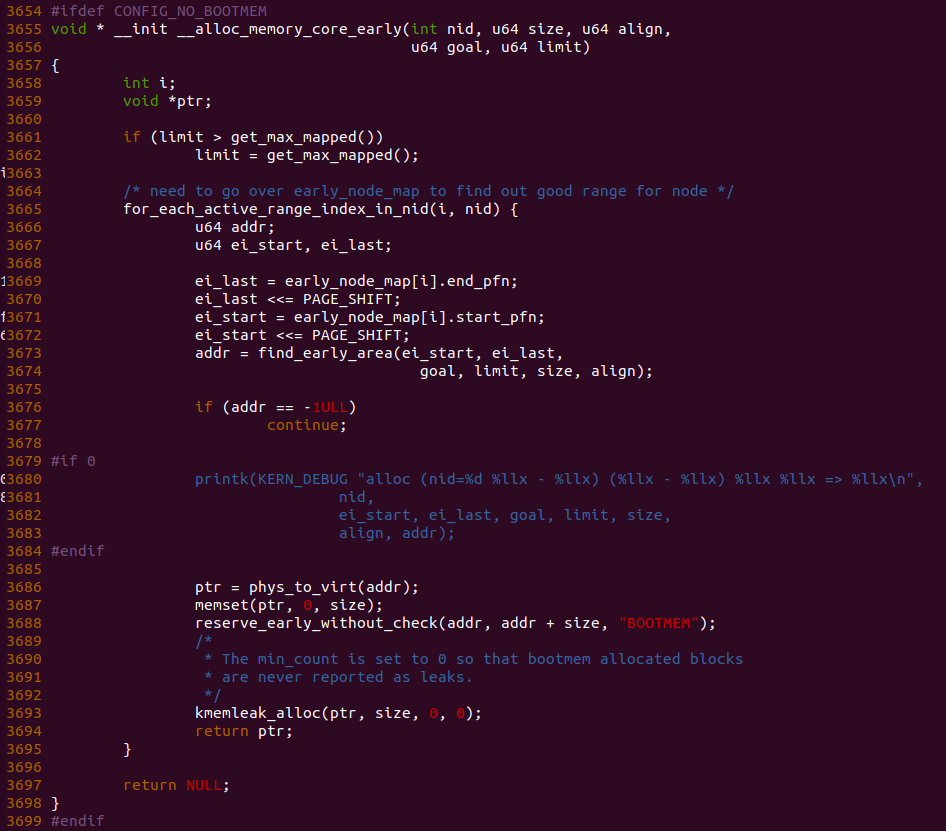 3654 #ifdef CONFIG_NO_BOOTMEM
3655 void * __init __alloc_memory_core_early(int nid, u64 size, u64 align,
3656                                         u64 goal, u64 limit)
3657 {
3658         int i;
3659         void *ptr;
3660
3661         if (limit > get_max_mapped())
3662                 limit = get_max_mapped();
3663
3664         /* need to go over early_node_map to find out good range for node */
3665         for_each_active_range_index_in_nid(i, nid) {
3666                 u64 addr;
3667                 u64 ei_start, ei_last;
3668
3669                 ei_last = early_node_map[i].end_pfn;
3670                 ei_last <<= PAGE_SHIFT;
3671                 ei_start = early_node_map[i].start_pfn;
3672                 ei_start <<= PAGE_SHIFT;
3673                 addr = find_early_area(ei_start, ei_last,
3674                                          goal, limit, size, align);
3675
3676                 if (addr == -1ULL)
3677                         continue;
3678
3679 #if 0
3680                 printk(KERN_DEBUG "alloc (nid=%d %llx - %llx) (%llx - %llx) %llx %llx => %llx\n",
3681                                 nid,
3682                                 ei_start, ei_last, goal, limit, size,
3683                                 align, addr);
3684 #endif
3685
3686                 ptr = phys_to_virt(addr);
3687                 memset(ptr, 0, size);
3688                 reserve_early_without_check(addr, addr + size, "BOOTMEM");
3689                 /*
3690                  * The min_count is set to 0 so that bootmem allocated blocks
3691                  * are never reported as leaks.
3692                  */
3693                 kmemleak_alloc(ptr, size, 0, 0);
3694                 return ptr;
3695         }
3696
3697         return NULL;
3698 }
3699 #endif